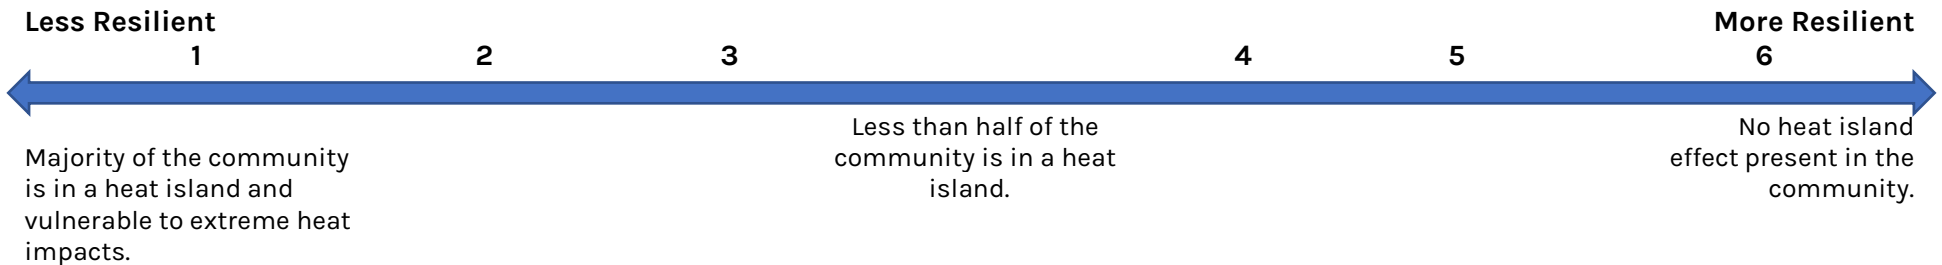 Less Resilient
More Resilient
1 2 3 4 5 6
Majority of the community
is in a heat island and
vulnerable to extreme heat
impacts.
Less than half of the
community is in a heat
island.
No heat island
effect present in the
community.